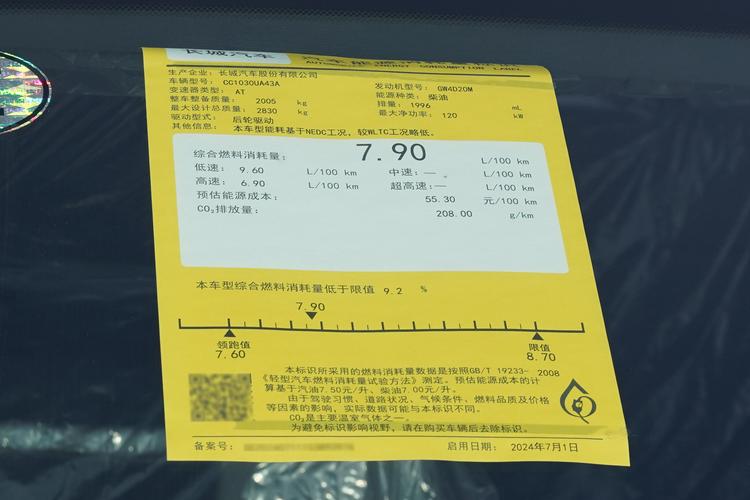 长城汽车
汽车能源消耗量标识
AUTOMOBILE ENERGY CONSUMPTION LABEL
生产企业：长城汽车股份有限公司
车辆型号：CC1030UA43A 发动机型号：GW4D20M
变速器类型：AT 能源种类：柴油
整车整备质量：2005 kg 排量：1996 mL
最大设计总质量：2830 kg 最大净功率：120 kW
驱动型式：后轮驱动
其他信息：本车型能耗基于NEDC工况，较WLTC工况略低。
综合燃料消耗量：7.90 L/100 km
低速：9.60 L/100 km 中速：— L/100 km
高速：6.90 L/100 km 超高速：— L/100 km
预估能源成本：55.30 元/100 km
CO₂排放量：208.00 g/km
本车型综合燃料消耗量低于限值 9.2 %
7.90
领跑值 限值
7.60 8.70
本标识所采用的燃料消耗量数据是按照GB/T 19233- 2008
《轻型汽车燃料消耗量试验方法》测定。预估能源成本的计
算基于汽油7.50元/升、柴油7.00元/升。
由于驾驶习惯、道路状况、气候条件、燃料品质及价格
等因素的影响，实际数据可能与本标识不同。
CO₂是主要温室气体之一。
为避免标识影响视野，请在购买车辆后去除标识。
备案号： 启用日期： 2024年7月1日